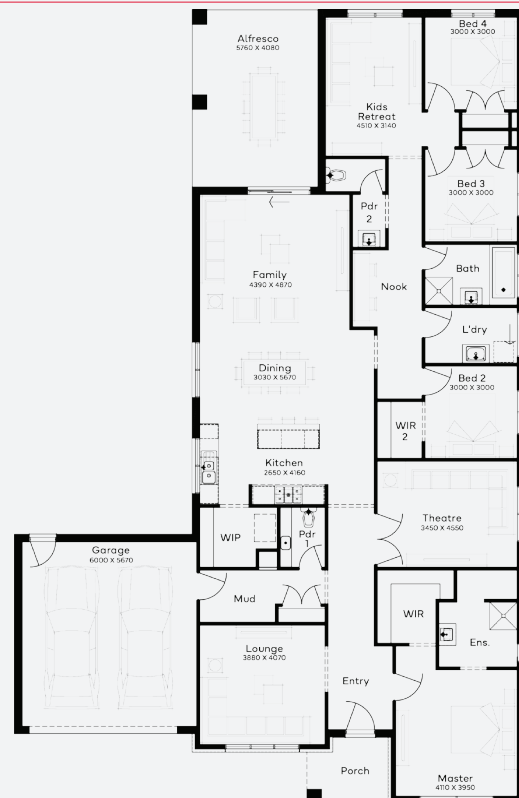 Alfresco
5760 X 4080
Bed 4
3000 X 3000
Kids
Retreat
4510 X 3140
Bed 3
3000 X 3000
Pdr
2
Family
4390 X 4870
Nook
Bath
L'dry
Dining
3030 X 5670
Bed 2
3000 X 3000
WIR
2
Kitchen
2650 X 4160
Theatre
3450 X 4550
WIP
Pdr
1
Garage
6000 X 5670
Mud
WIR
Ens.
Lounge
3880 X 4070
Entry
Porch
Master
4110 X 3950